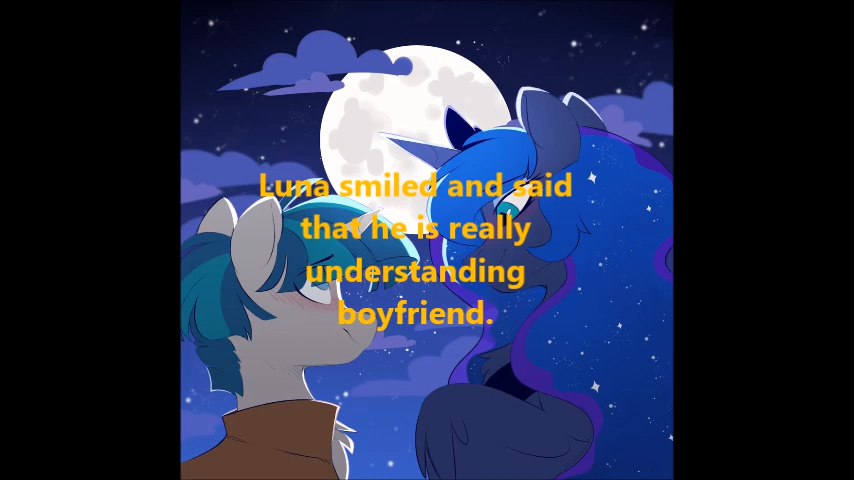 Luna smiled and said
that he is really
understanding
boyfriend.